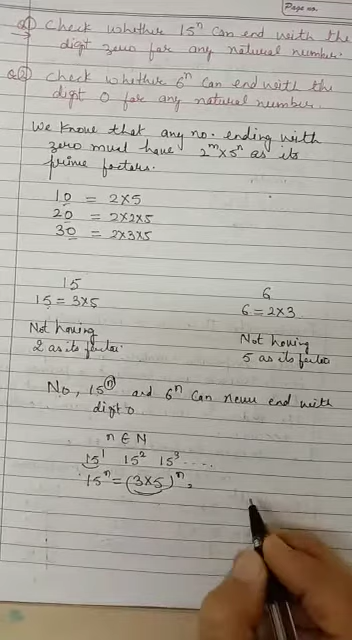 Page no.
Q1 Check whether 15ⁿ can end with the
digit zero for any natural number.
Q.2 Check whether 6ⁿ can end with the
digit 0 for any natural number.
We know that any no. ending with
zero must have 2ᵐ×5ⁿ as its
prime factors.
10 = 2×5
20 = 2×2×5
30 = 2×3×5
15
15 = 3×5
Not having
2 as its factor.
6
6 = 2×3
Not having
5 as its factor
No, 15ⁿ and 6ⁿ can never end with
digit 0
n ∈ N
15¹ 15² 15³ ....
15ⁿ = (3×5)ⁿ,